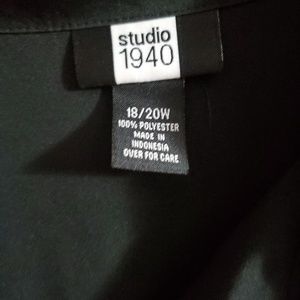 studio
1940
18/20W
100% POLYESTER
MADE IN
INDONESIA
OVER FOR CARE